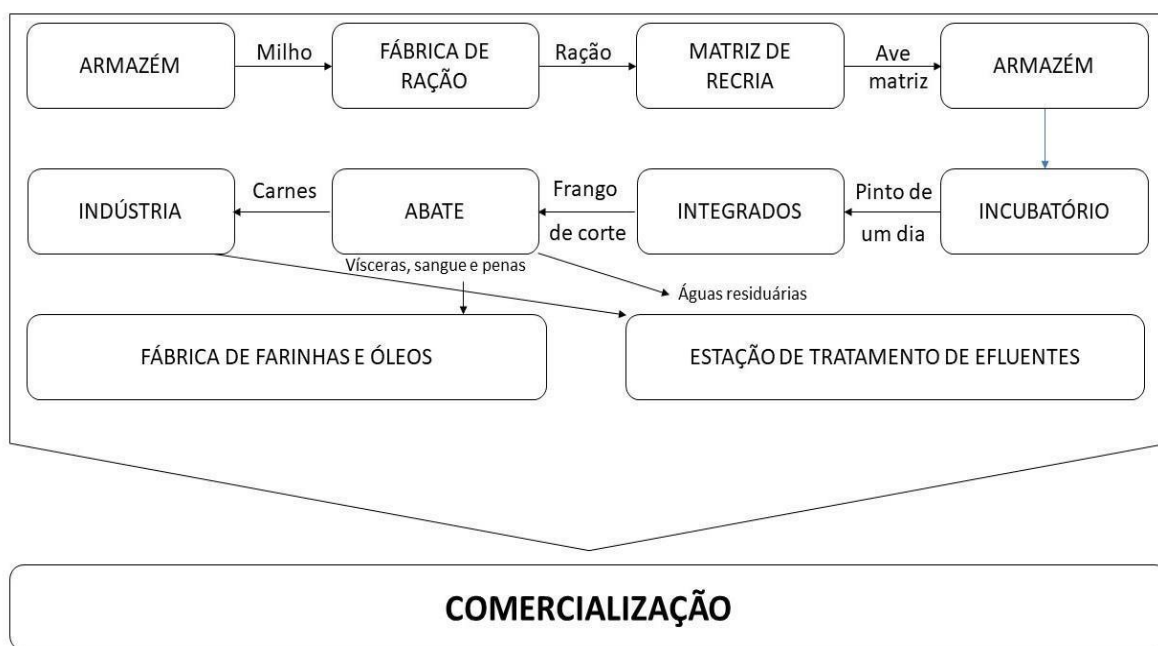 ARMAZÉM
Milho
FÁBRICA DE
RAÇÃO
Ração
MATRIZ DE
RECRIA
Ave
matriz
ARMAZÉM
INDÚSTRIA
Carnes
ABATE
Frango
de corte
INTEGRADOS
Pinto de
um dia
INCUBATÓRIO
Vísceras, sangue e penas
Águas residuárias
FÁBRICA DE FARINHAS E ÓLEOS
ESTAÇÃO DE TRATAMENTO DE EFLUENTES
COMERCIALIZAÇÃO